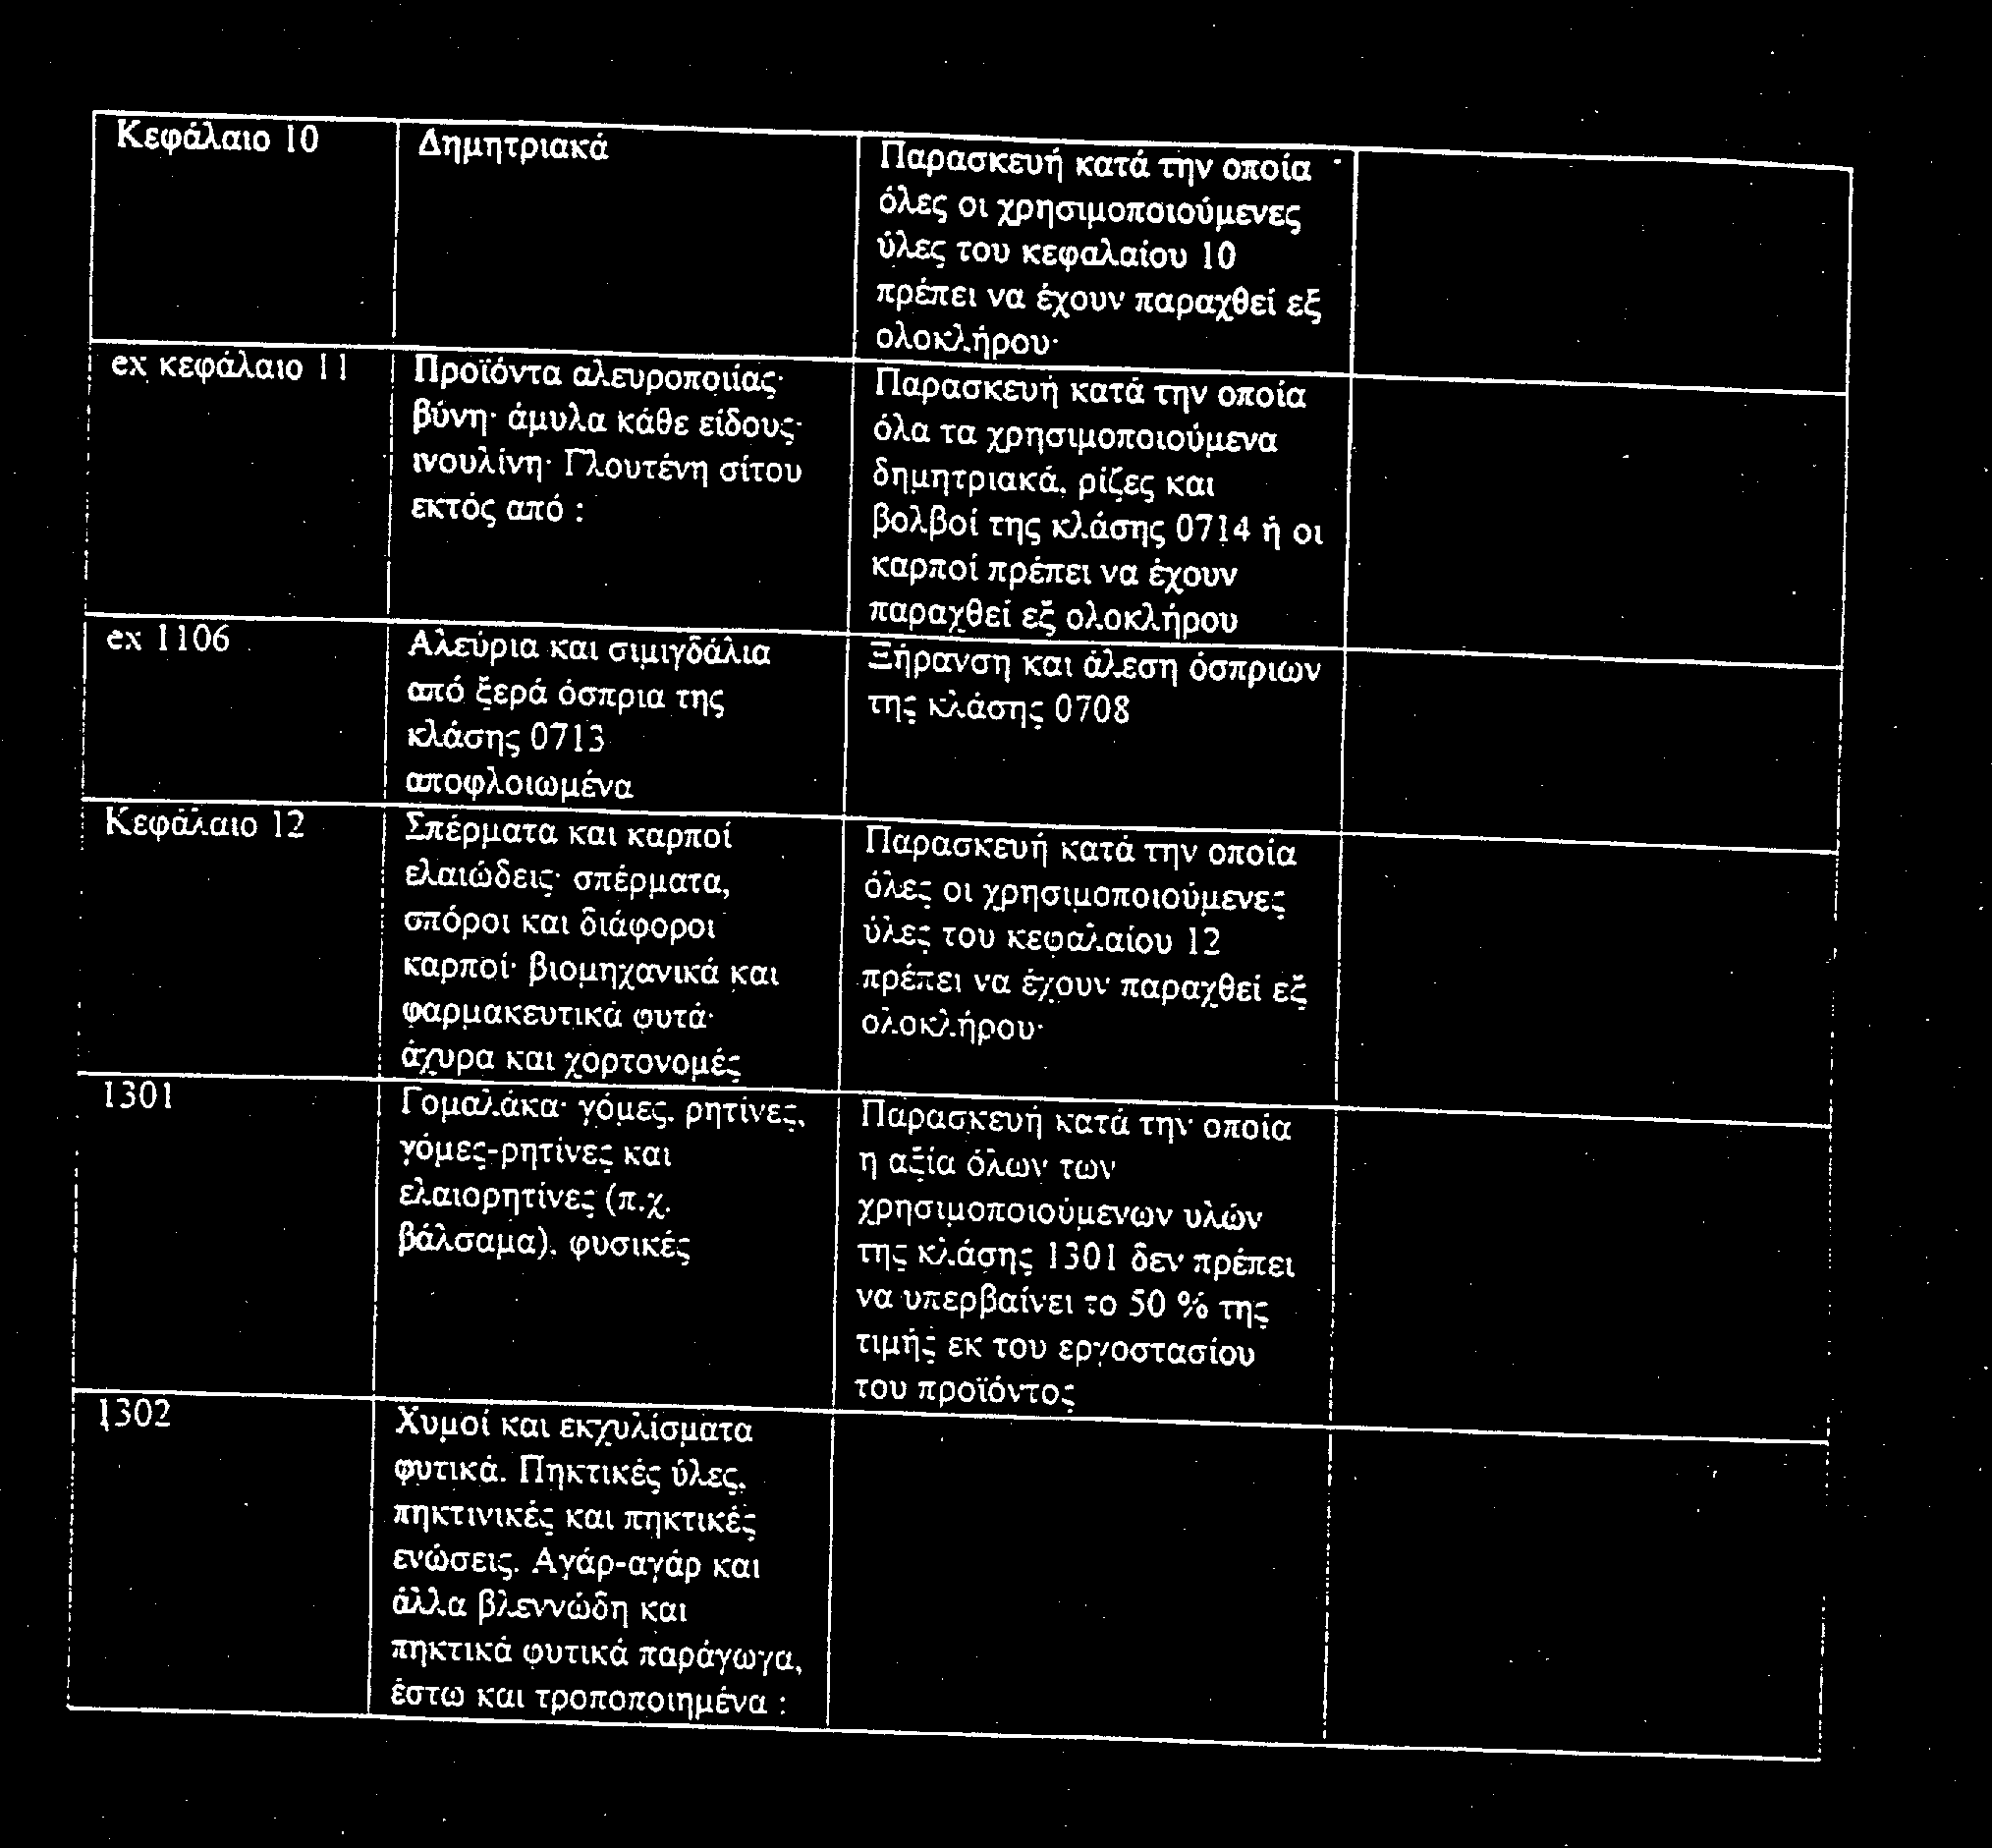 Κεφάλαιο 10
Δημητριακά
Παρασκευή κατά την οποία
όλες οι χρησιμοποιούμενες
ύλες του κεφαλαίου 10
πρέπει να έχουν παραχθεί εξ
ολοκλήρου·
ex κεφάλαιο 11
Προϊόντα αλευροποιίας·
βύνη· άμυλα κάθε είδους·
ινουλίνη· Γλουτένη σίτου
εκτός από :
Παρασκευή κατά την οποία
όλα τα χρησιμοποιούμενα
δημητριακά, ρίζες και
βολβοί της κλάσης 0714 ή οι
καρποί πρέπει να έχουν
παραχθεί εξ ολοκλήρου
ex 1106
Αλεύρια και σιμιγδάλια
από ξερά όσπρια της
κλάσης 0713
αποφλοιωμένα
Ξήρανση και άλεση όσπριων
της κλάσης 0708
Κεφάλαιο 12
Σπέρματα και καρποί
ελαιώδεις· σπέρματα,
σπόροι και διάφοροι
καρποί· βιομηχανικά και
φαρμακευτικά φυτά·
άχυρα και χορτονομές
Παρασκευή κατά την οποία
όλες οι χρησιμοποιούμενες
ύλες του κεφαλαίου 12
πρέπει να έχουν παραχθεί εξ
ολοκλήρου·
1301
Γομαλάκα· γόμες, ρητίνες,
γόμες-ρητίνες και
ελαιορητίνες (π.χ.
βάλσαμα), φυσικές
Παρασκευή κατά την οποία
η αξία όλων των
χρησιμοποιούμενων υλών
της κλάσης 1301 δεν πρέπει
να υπερβαίνει το 50 % της
τιμής εκ του εργοστασίου
του προϊόντος
1302
Χυμοί και εκχυλίσματα
φυτικά. Πηκτικές ύλες,
πηκτινικές και πηκτικές
ενώσεις. Αγάρ-αγάρ και
άλλα βλεννώδη και
πηκτικά φυτικά παράγωγα,
έστω και τροποποιημένα :